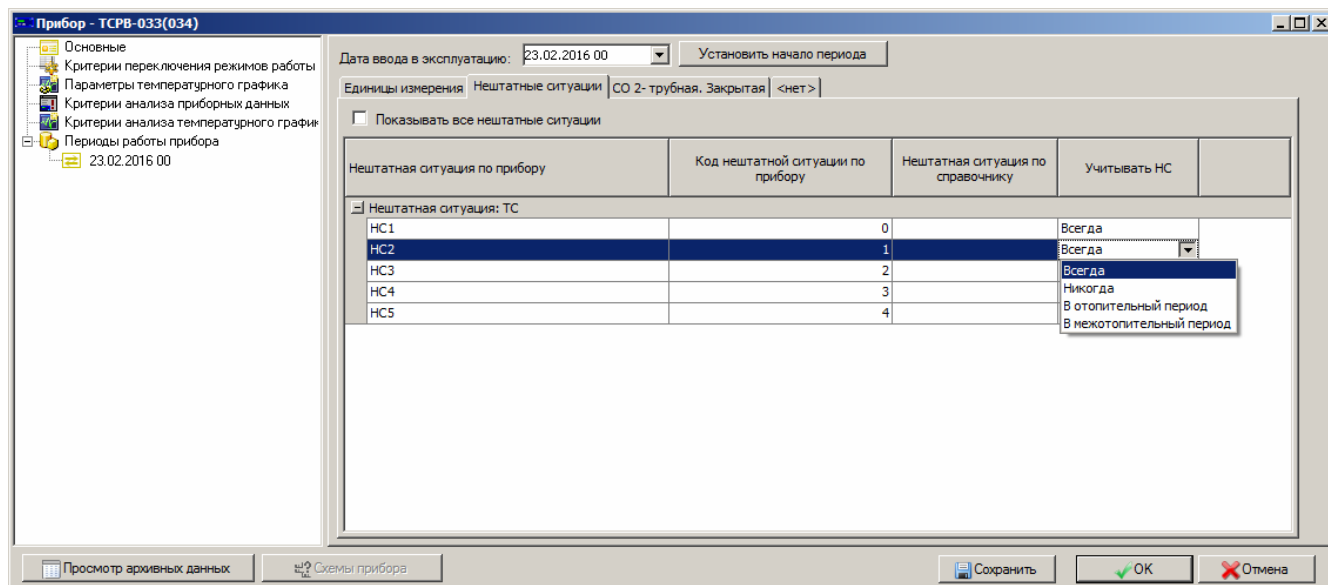 Прибор - ТСРВ-033(034)
Основные
Критерии переключения режимов работы
Параметры температурного графика
Критерии анализа приборных данных
Критерии анализа температурного график
Периоды работы прибора
23.02.2016 00
Дата ввода в эксплуатацию: 23.02.2016 00 Установить начало периода
Единицы измерения Нештатные ситуации СО 2- трубная. Закрытая <нет>
Показывать все нештатные ситуации
Нештатная ситуация по прибору Код нештатной ситуации по прибору Нештатная ситуация по справочнику Учитывать НС
Нештатная ситуация: ТС
НС1 0 Всегда
НС2 1 Всегда
НС3 2
НС4 3
НС5 4
Всегда
Никогда
В отопительный период
В межотопительный период
Просмотр архивных данных Схемы прибора Сохранить OK Отмена